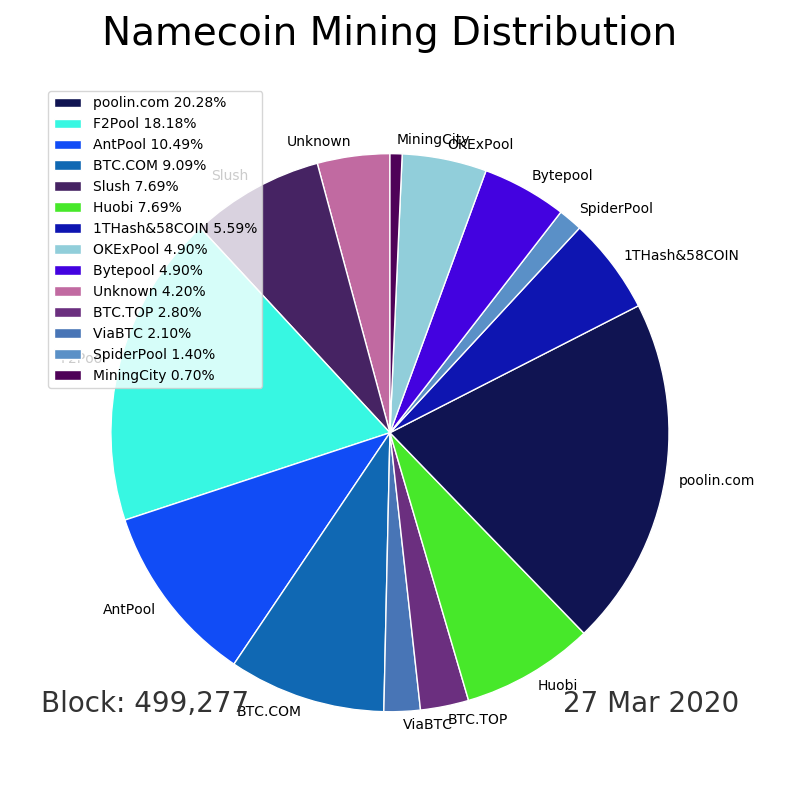 Namecoin Mining Distribution
poolin.com 20.28%
F2Pool 18.18%
AntPool 10.49%
BTC.COM 9.09%
Slush 7.69%
Huobi 7.69%
1THash&58COIN 5.59%
OKExPool 4.90%
Bytepool 4.90%
Unknown 4.20%
BTC.TOP 2.80%
ViaBTC 2.10%
SpiderPool 1.40%
MiningCity 0.70%
Unknown
MiningCity
OKExPool
Bytepool
SpiderPool
1THash&58COIN
Slush
F2Pool
poolin.com
AntPool
Huobi
BTC.COM
ViaBTC
BTC.TOP
Block: 499,277
27 Mar 2020